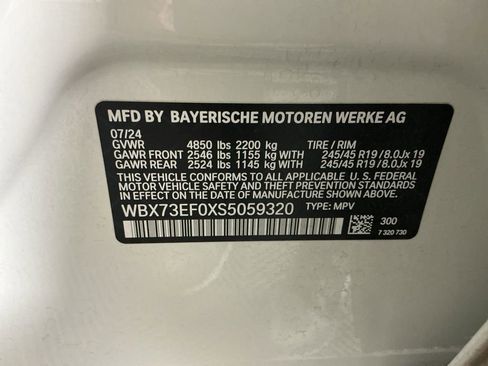 MFD BY BAYERISCHE MOTOREN WERKE AG
07/24
GVWR 4850 lbs 2200 kg TIRE / RIM
GAWR FRONT 2546 lbs 1155 kg WITH 245/45 R19 / 8.0Jx 19
GAWR REAR 2524 lbs 1145 kg WITH 245/45 R19 / 8.0Jx 19
THIS VEHICLE CONFORMS TO ALL APPLICABLE U. S. FEDERAL
MOTOR VEHICLE SAFETY, BUMPER, AND THEFT PREVENTION
STANDARDS IN EFFECT ON THE DATE OF MANUFACTURE SHOWN ABOVE.
WBX73EF0XS5059320 TYPE: MPV
300
7 320 730